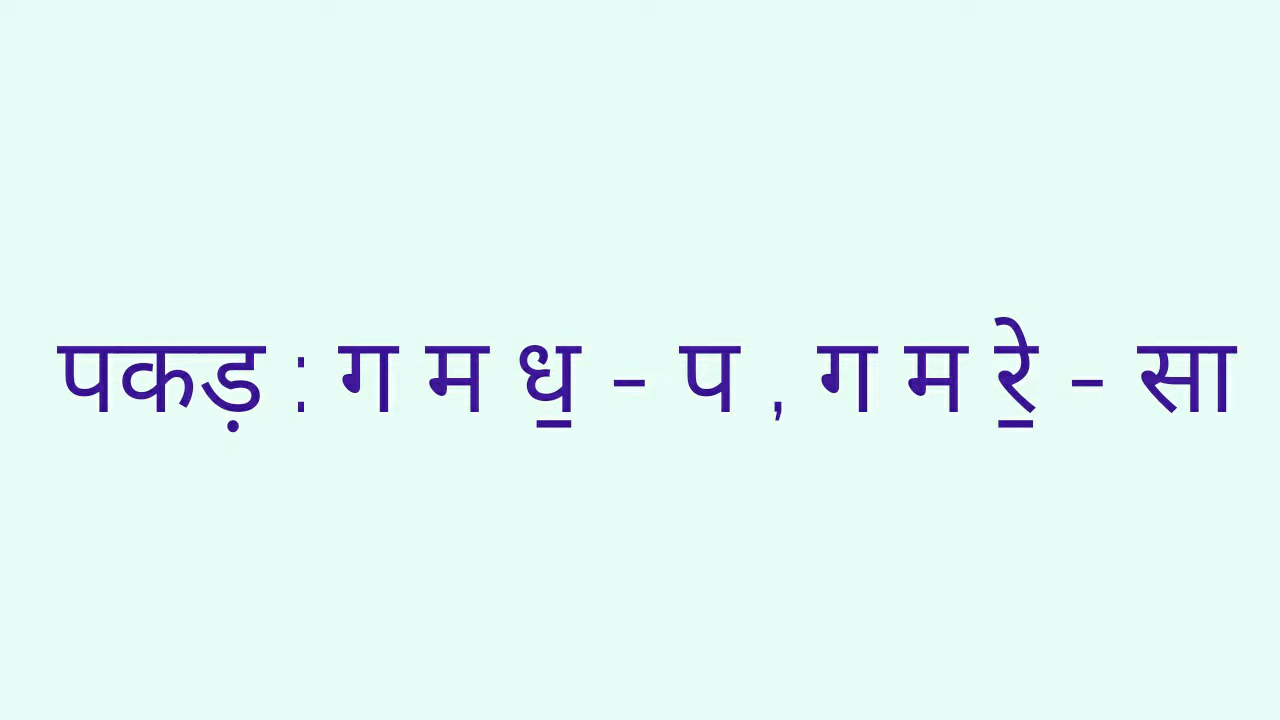 पकड़ : ग म ध॒ – प , ग म रे॒ – सा